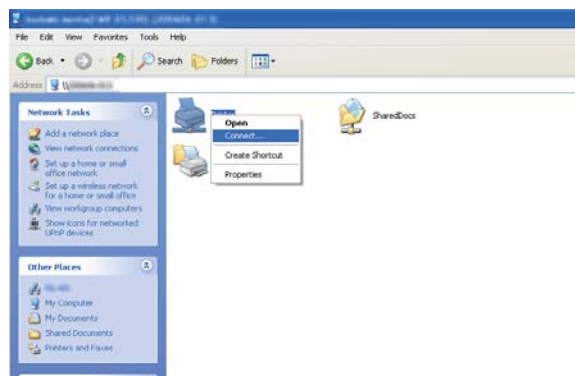 File Edit View Favorites Tools Help
Back Search Folders
Address \\
Network Tasks
Add a network place
View network connections
Set up a home or small
office network
Set up a wireless network
for a home or small office
View workgroup computers
Show icons for networked
UPnP devices
Other Places
My Computer
My Documents
Shared Documents
Printers and Faxes
Open
Connect...
Create Shortcut
Properties
SharedDocs